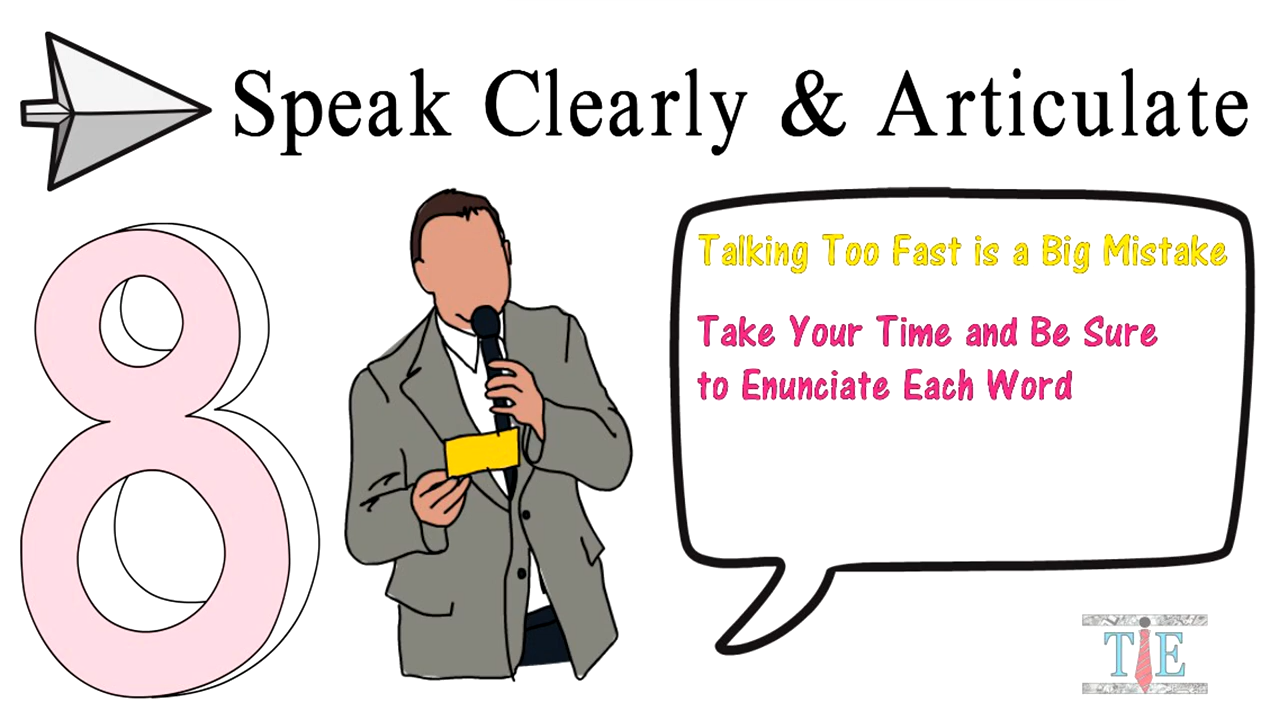 Speak Clearly & Articulate
8
Talking Too Fast is a Big Mistake
Take Your Time and Be Sure
to Enunciate Each Word
TIE